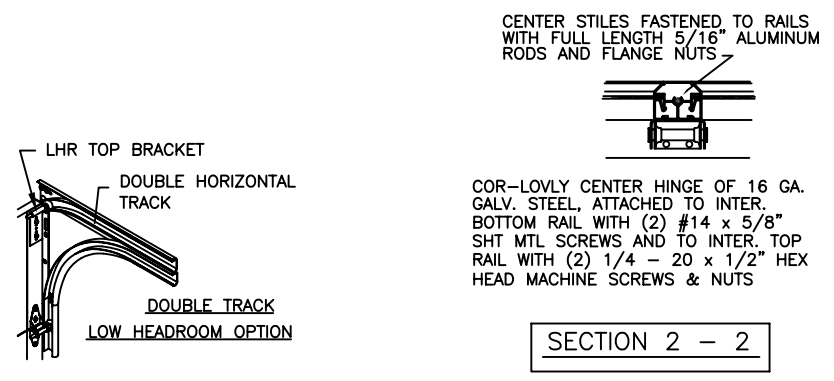 CENTER STILES FASTENED TO RAILS
WITH FULL LENGTH 5/16" ALUMINUM
RODS AND FLANGE NUTS
LHR TOP BRACKET
DOUBLE HORIZONTAL
TRACK
DOUBLE TRACK
LOW HEADROOM OPTION
COR-LOVLY CENTER HINGE OF 16 GA.
GALV. STEEL, ATTACHED TO INTER.
BOTTOM RAIL WITH (2) #14 x 5/8"
SHT MTL SCREWS AND TO INTER. TOP
RAIL WITH (2) 1/4 - 20 x 1/2" HEX
HEAD MACHINE SCREWS & NUTS
SECTION 2 - 2